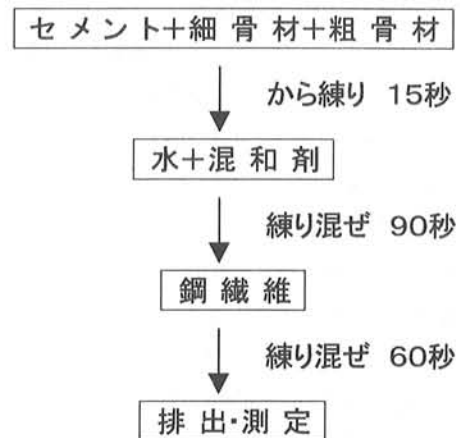 セメント+細骨材+粗骨材
から練り 15秒
水+混和剤
練り混ぜ 90秒
鋼繊維
練り混ぜ 60秒
排出・測定